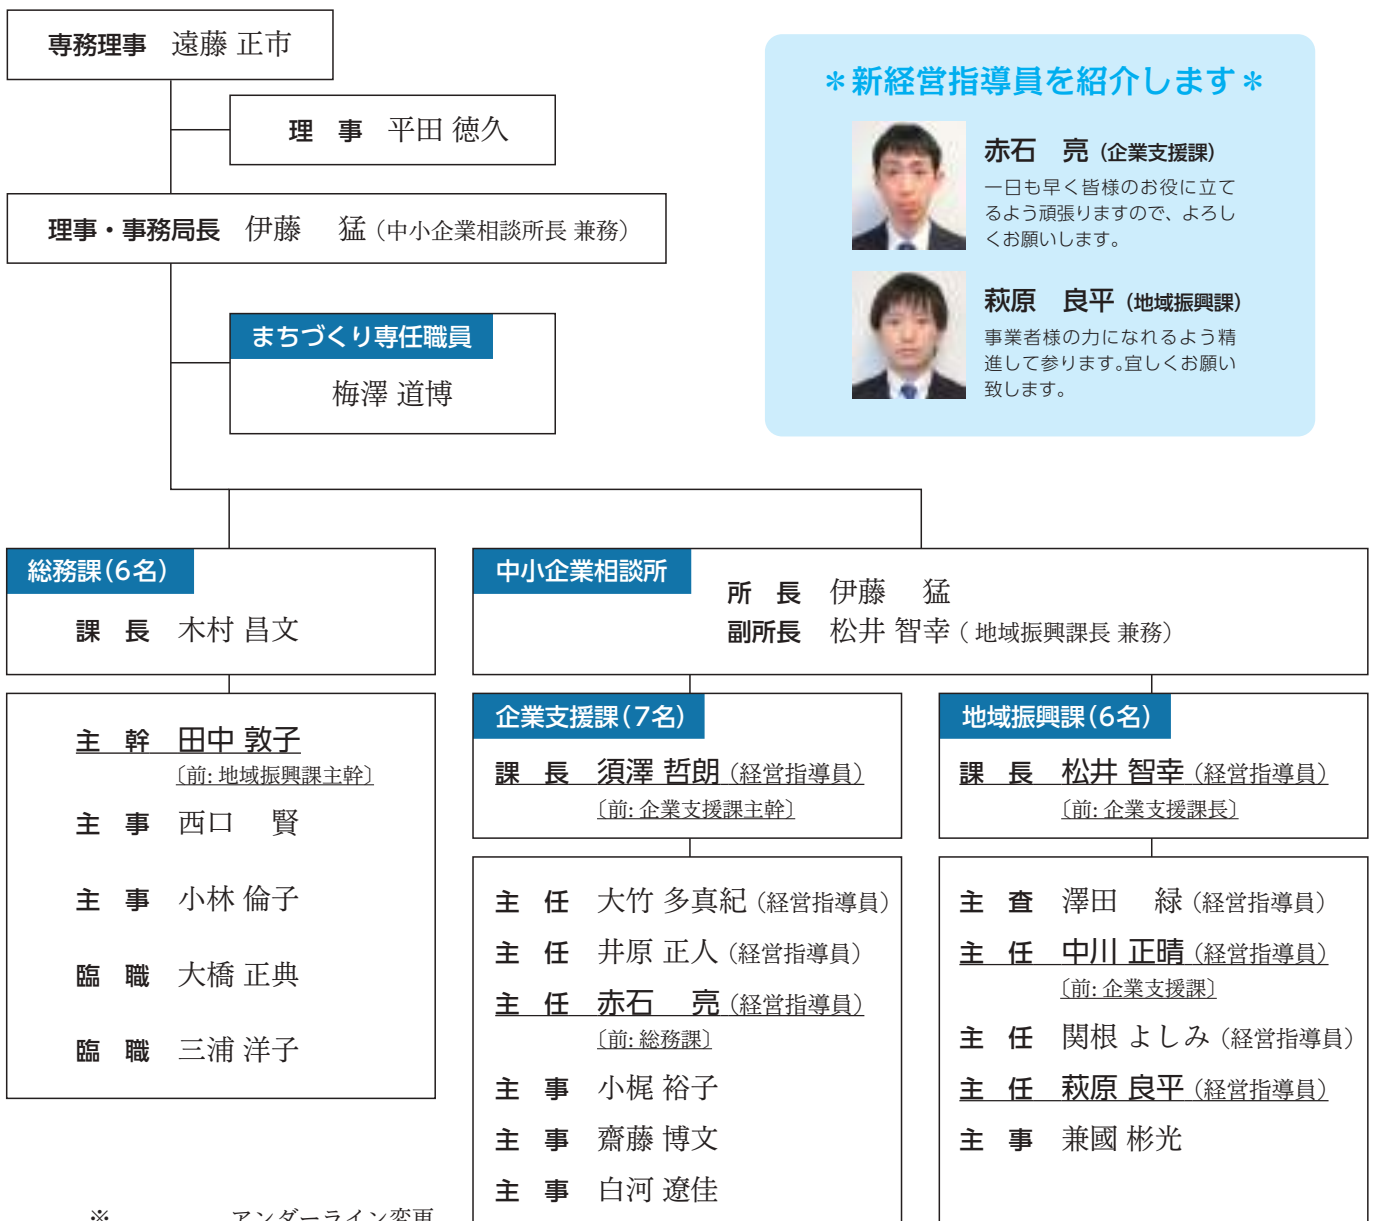 専務理事 遠藤 正市
理 事 平田 徳久
理事・事務局長 伊藤 猛（中小企業相談所長 兼務）
まちづくり専任職員
梅澤 道博
＊新経営指導員を紹介します＊
赤石 亮（企業支援課）
一日も早く皆様のお役に立て
るよう頑張りますので、よろし
くお願いします。
萩原 良平（地域振興課）
事業者様の力になれるよう精
進して参ります。宜しくお願い
致します。
総務課（6名）
課 長 木村 昌文
主 幹 田中 敦子
〔前：地域振興課主幹〕
主 事 西口 賢
主 事 小林 倫子
臨 職 大橋 正典
臨 職 三浦 洋子
中小企業相談所
所 長 伊藤 猛
副所長 松井 智幸（地域振興課長 兼務）
企業支援課（7名）
課 長 須澤 哲朗（経営指導員）
〔前：企業支援課主幹〕
主 任 大竹 多真紀（経営指導員）
主 任 井原 正人（経営指導員）
主 任 赤石 亮（経営指導員）
〔前：総務課〕
主 事 小梶 裕子
主 事 齋藤 博文
主 事 白河 遼佳
地域振興課（6名）
課 長 松井 智幸（経営指導員）
〔前：企業支援課長〕
主 査 澤田 緑（経営指導員）
主 任 中川 正晴（経営指導員）
〔前：企業支援課〕
主 任 関根 よしみ（経営指導員）
主 任 萩原 良平（経営指導員）
主 事 兼國 彬光
※ アンダーライン変更